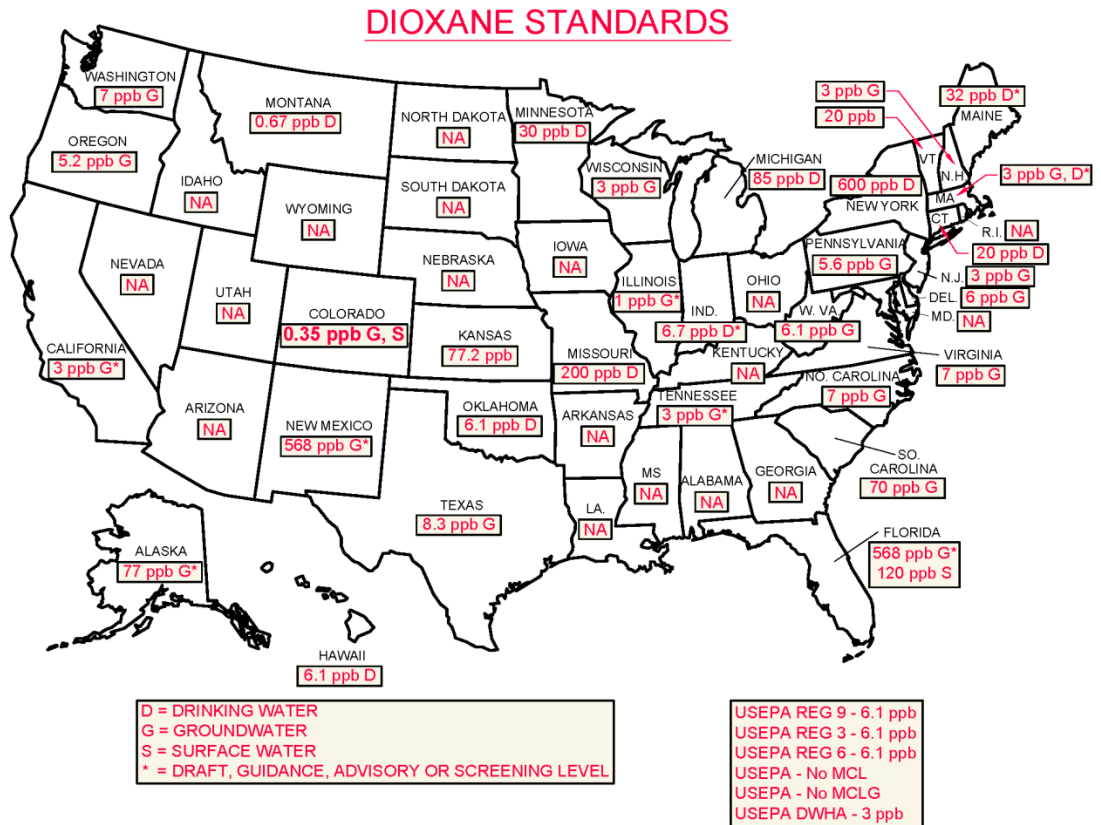 DIOXANE STANDARDS
WASHINGTON
7 ppb G
OREGON
5.2 ppb G
IDAHO
NA
MONTANA
0.67 ppb D
WYOMING
NA
NORTH DAKOTA
NA
SOUTH DAKOTA
NA
NEBRASKA
NA
MINNESOTA
30 ppb D
WISCONSIN
3 ppb G
MICHIGAN
85 ppb D
3 ppb G
20 ppb
32 ppb D*
MAINE
VT.
N.H.
3 ppb G, D*
MA
600 ppb D
NEW YORK
CT.
R.I.
NA
20 ppb D
PENNSYLVANIA
5.6 ppb G
N.J.
3 ppb G
DEL.
6 ppb G
MD.
NA
NEVADA
NA
UTAH
NA
COLORADO
0.35 ppb G, S
CALIFORNIA
3 ppb G*
IOWA
NA
ILLINOIS
1 ppb G*
IND.
6.7 ppb D*
OHIO
NA
W. VA.
6.1 ppb G
KANSAS
77.2 ppb
MISSOURI
200 ppb D
KENTUCKY
NA
VIRGINIA
7 ppb G
NO. CAROLINA
7 ppb G
TENNESSEE
3 ppb G*
ARIZONA
NA
NEW MEXICO
568 ppb G*
OKLAHOMA
6.1 ppb D
ARKANSAS
NA
SO.
CAROLINA
70 ppb G
MS
NA
ALABAMA
NA
GEORGIA
NA
TEXAS
8.3 ppb G
LA.
NA
FLORIDA
568 ppb G*
120 ppb S
ALASKA
77 ppb G*
HAWAII
6.1 ppb D
D = DRINKING WATER
G = GROUNDWATER
S = SURFACE WATER
* = DRAFT, GUIDANCE, ADVISORY OR SCREENING LEVEL
USEPA REG 9 - 6.1 ppb
USEPA REG 3 - 6.1 ppb
USEPA REG 6 - 6.1 ppb
USEPA - No MCL
USEPA - No MCLG
USEPA DWHA - 3 ppb